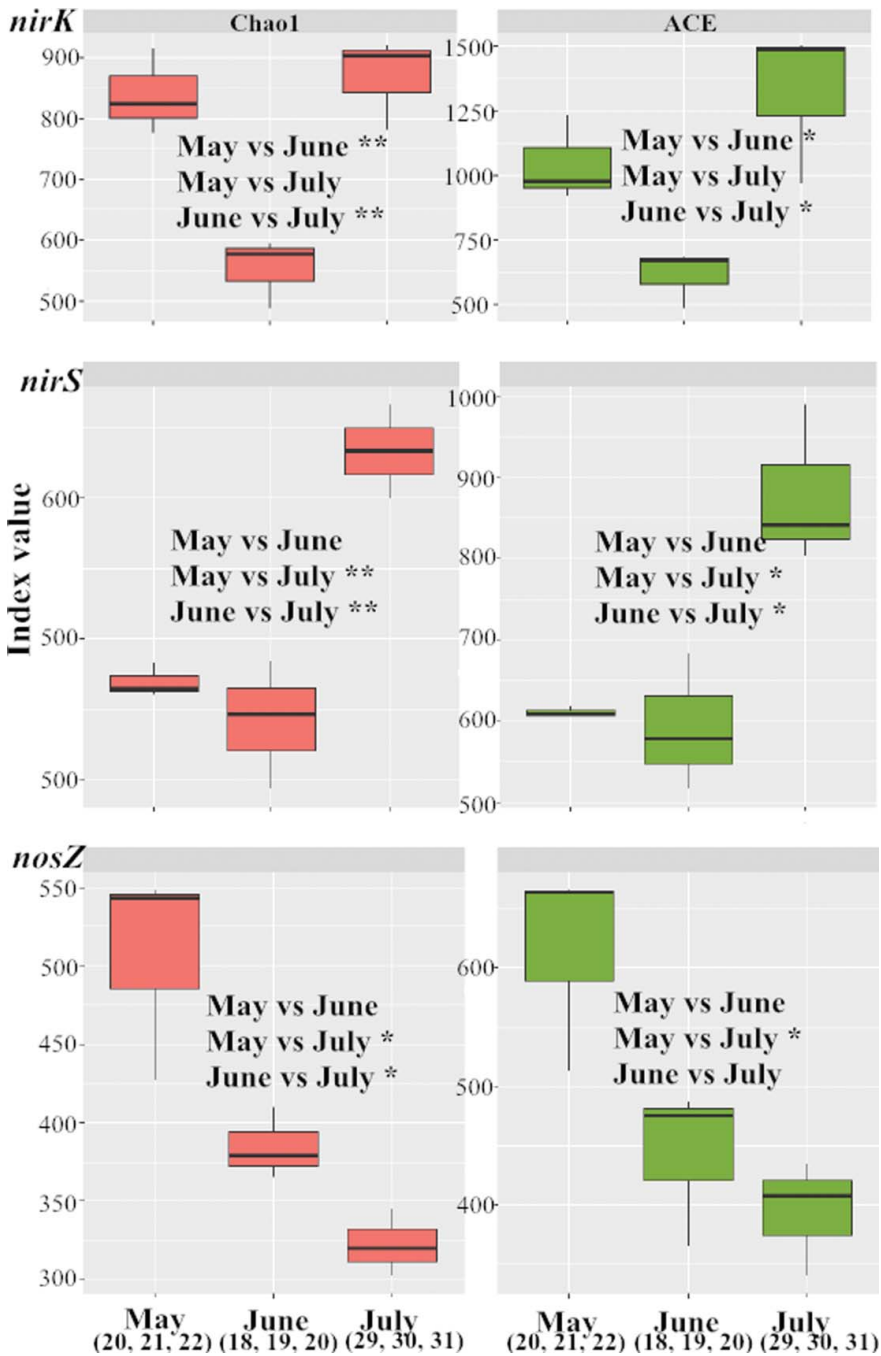 nirK
Chao1
ACE
900
800
700
600
500
May vs June **
May vs July
June vs July **
1500
1250
1000
750
500
May vs June *
May vs July
June vs July *
nirS
Index value
600
500
500
May vs June
May vs July **
June vs July **
1000
900
800
700
600
500
May vs June
May vs July *
June vs July *
nosZ
550
500
450
400
350
300
May vs June
May vs July *
June vs July *
600
500
400
May vs June
May vs July *
June vs July
May June July
(20, 21, 22) (18, 19, 20) (29, 30, 31)
May June July
(20, 21, 22) (18, 19, 20) (29, 30, 31)